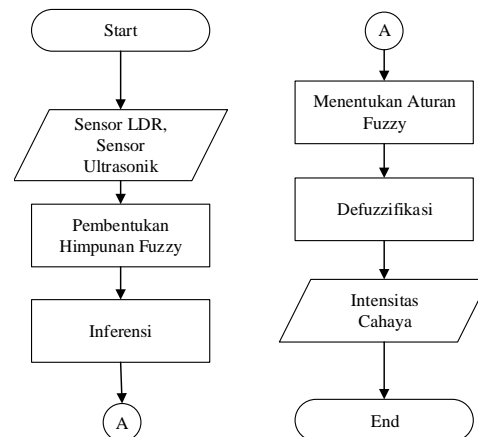 Start
Sensor LDR,
Sensor
Ultrasonik
Pembentukan
Himpunan Fuzzy
Inferensi
A
A
Menentukan Aturan
Fuzzy
Defuzzifikasi
Intensitas
Cahaya
End